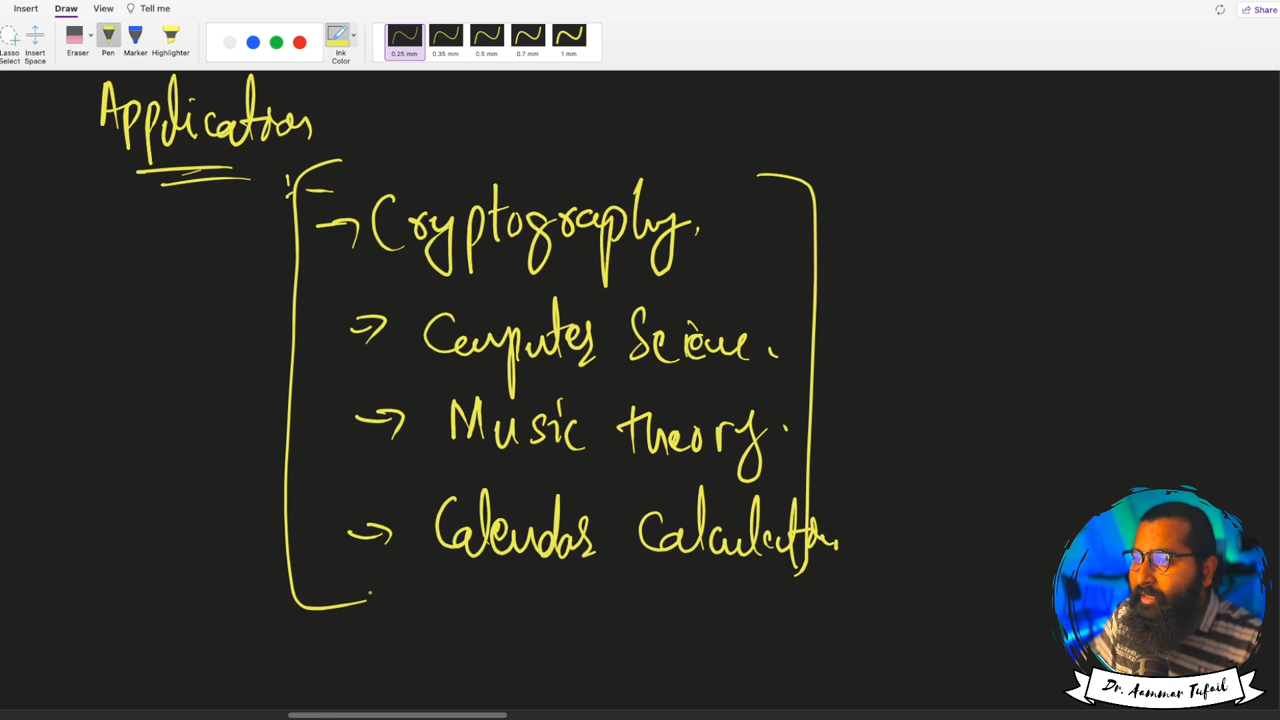 Insert Draw View Tell me
Share
Lasso Select
Insert Space
Eraser
Pen
Marker
Highlighter
Ink Color
0.25 mm
0.35 mm
0.5 mm
0.7 mm
1 mm
Application
→ Cryptography.
→ Computer Science.
→ Music theory.
→ Calendar Calculation
Dr. Aammar Tufail